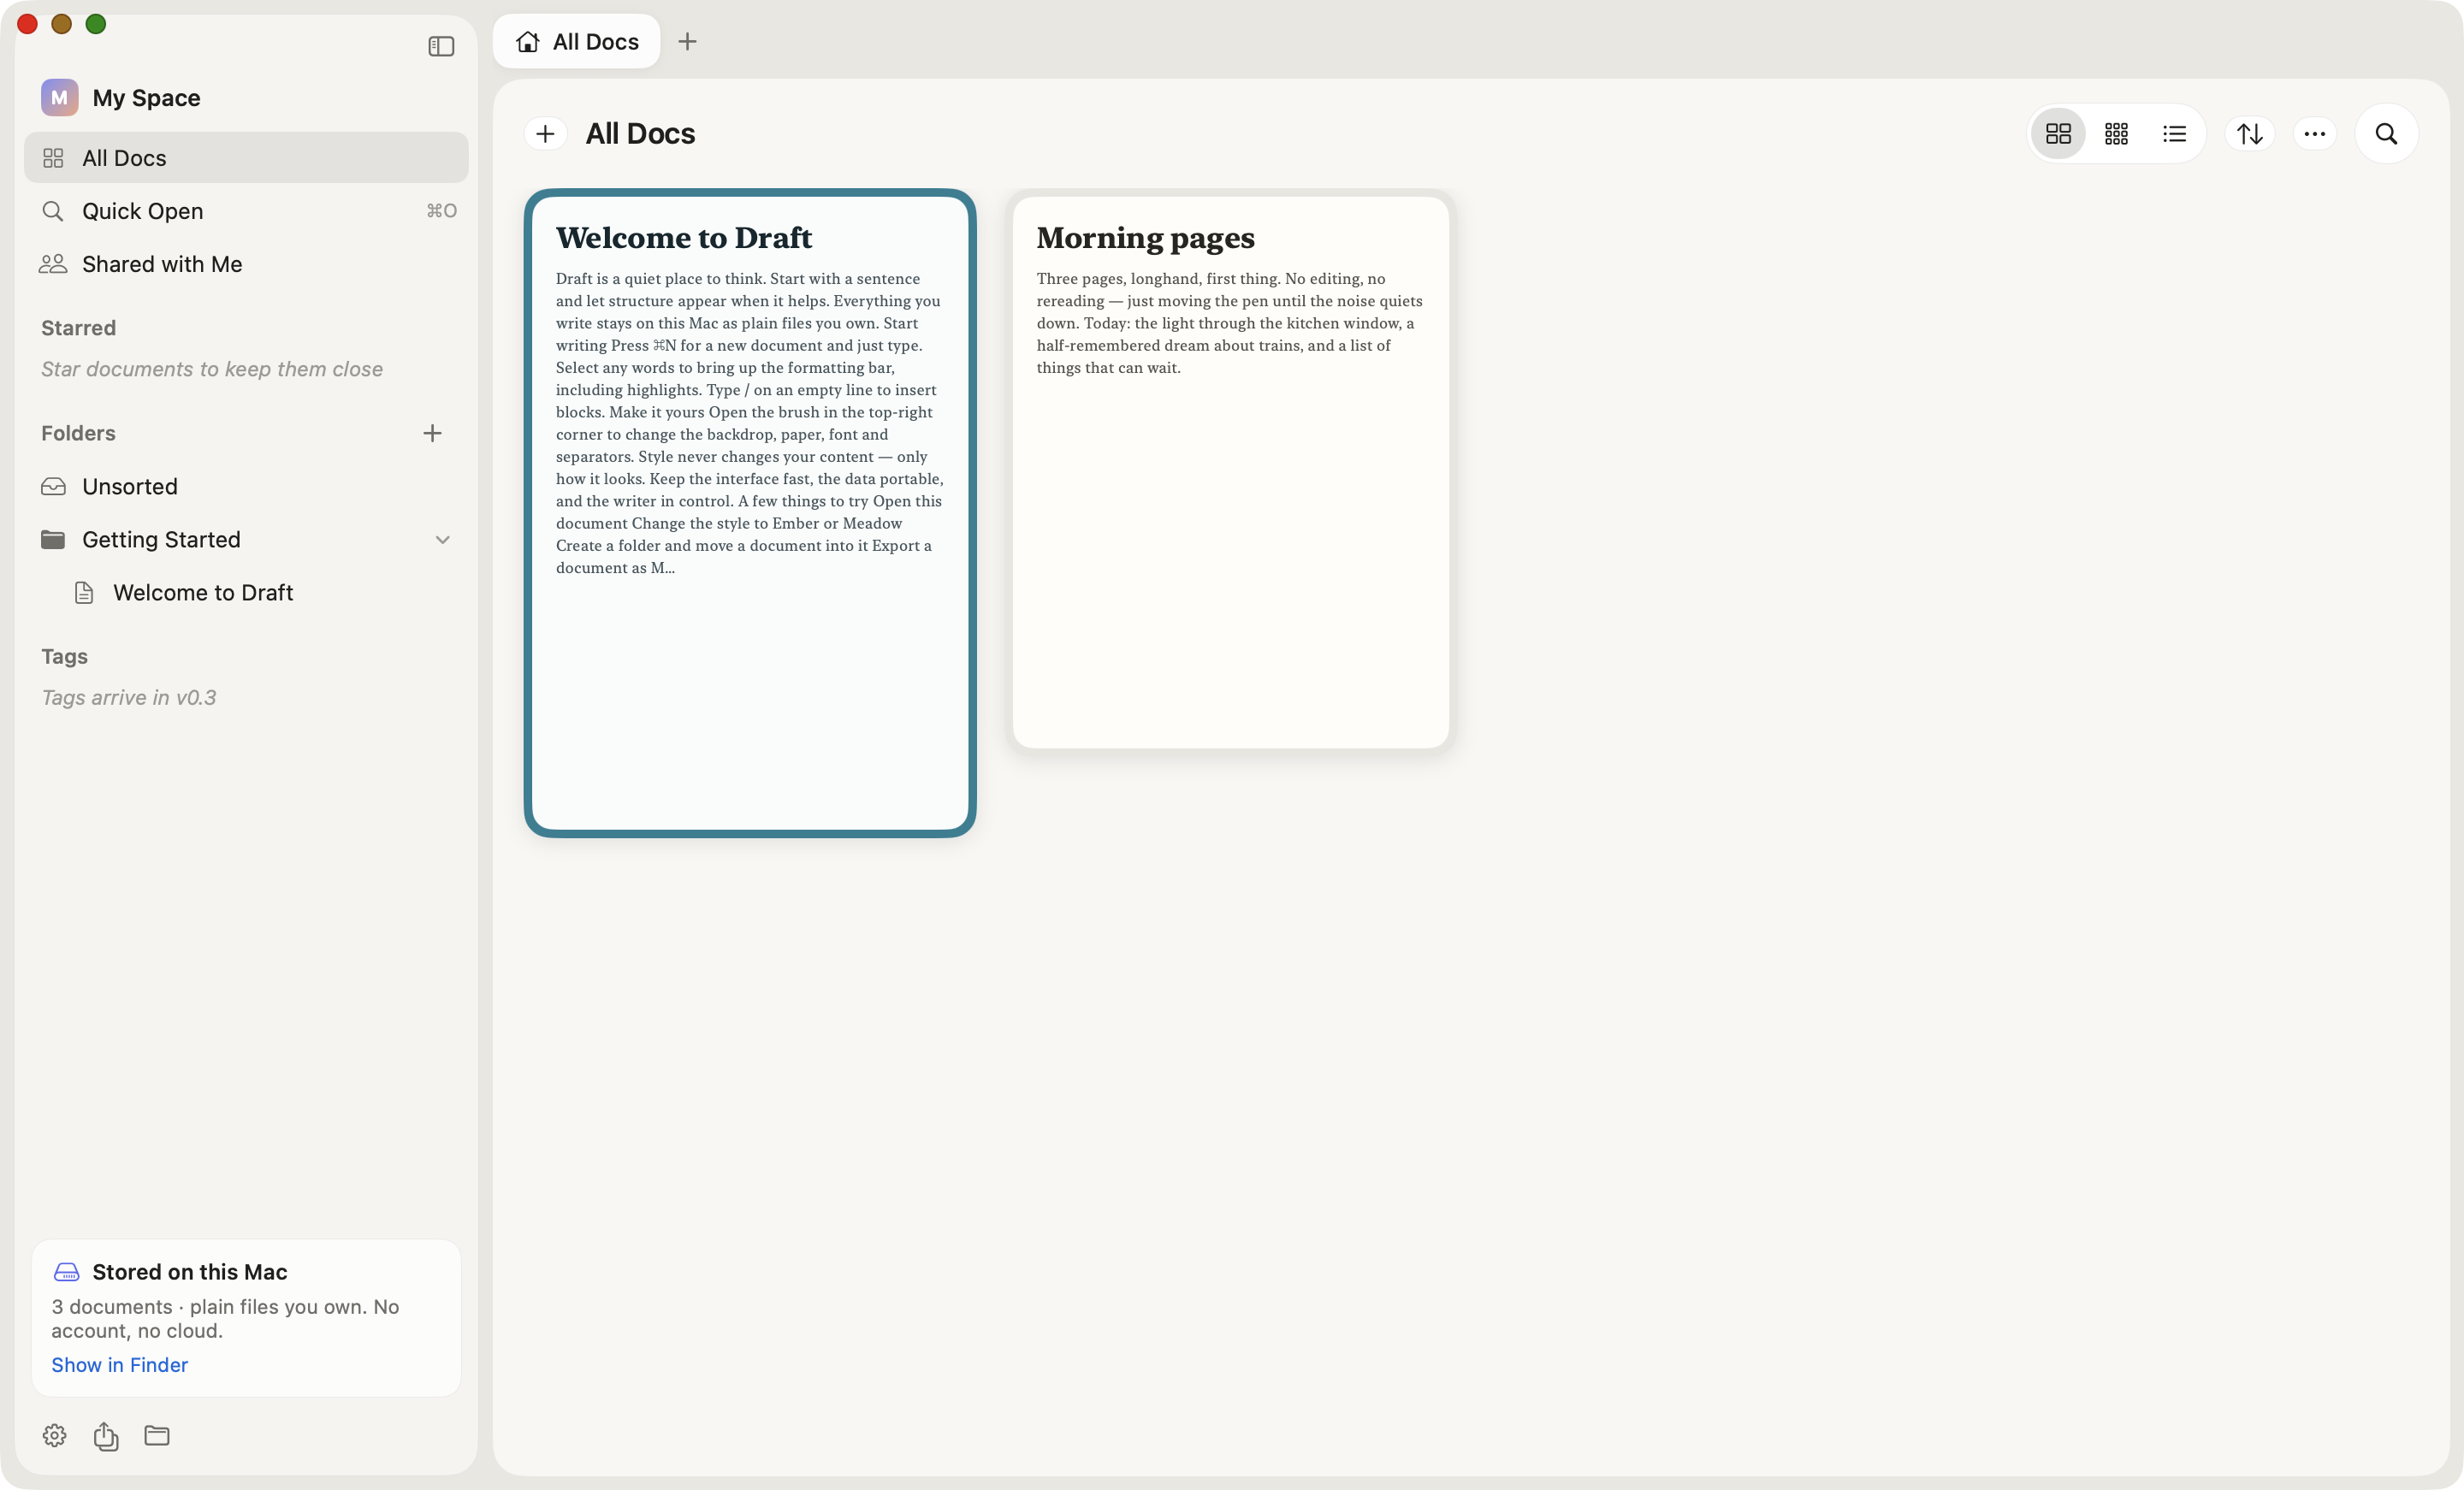 All Docs
M My Space
All Docs
Quick Open ⌘O
Shared with Me
Starred
Star documents to keep them close
Folders
Unsorted
Getting Started
Welcome to Draft
Tags
Tags arrive in v0.3
Stored on this Mac
3 documents · plain files you own. No
account, no cloud.
Show in Finder
All Docs
Welcome to Draft
Draft is a quiet place to think. Start with a sentence
and let structure appear when it helps. Everything you
write stays on this Mac as plain files you own. Start
writing Press ⌘N for a new document and just type.
Select any words to bring up the formatting bar,
including highlights. Type / on an empty line to insert
blocks. Make it yours Open the brush in the top-right
corner to change the backdrop, paper, font and
separators. Style never changes your content — only
how it looks. Keep the interface fast, the data portable,
and the writer in control. A few things to try Open this
document Change the style to Ember or Meadow
Create a folder and move a document into it Export a
document as M...
Morning pages
Three pages, longhand, first thing. No editing, no
rereading — just moving the pen until the noise quiets
down. Today: the light through the kitchen window, a
half-remembered dream about trains, and a list of
things that can wait.